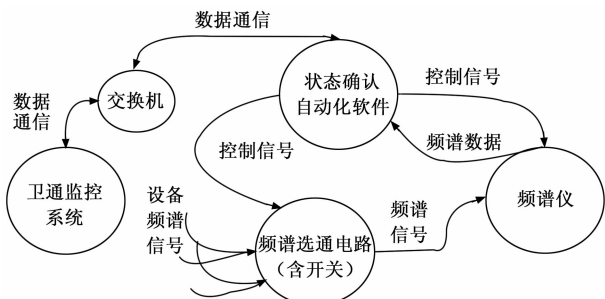 数据通信
状态确认
自动化软件
控制信号
交换机
数据
通信
频谱数据
控制信号
卫通监控
系统
设备
频谱
信号
频谱选通电路
（含开关）
频谱
信号
频谱仪